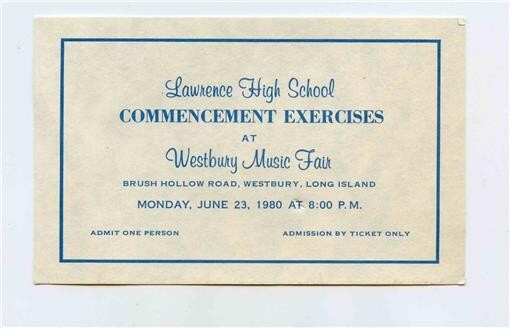 Lawrence High School
COMMENCEMENT EXERCISES
AT
Westbury Music Fair
BRUSH HOLLOW ROAD, WESTBURY, LONG ISLAND
MONDAY, JUNE 23, 1980 AT 8:00 P.M.
ADMIT ONE PERSON ADMISSION BY TICKET ONLY